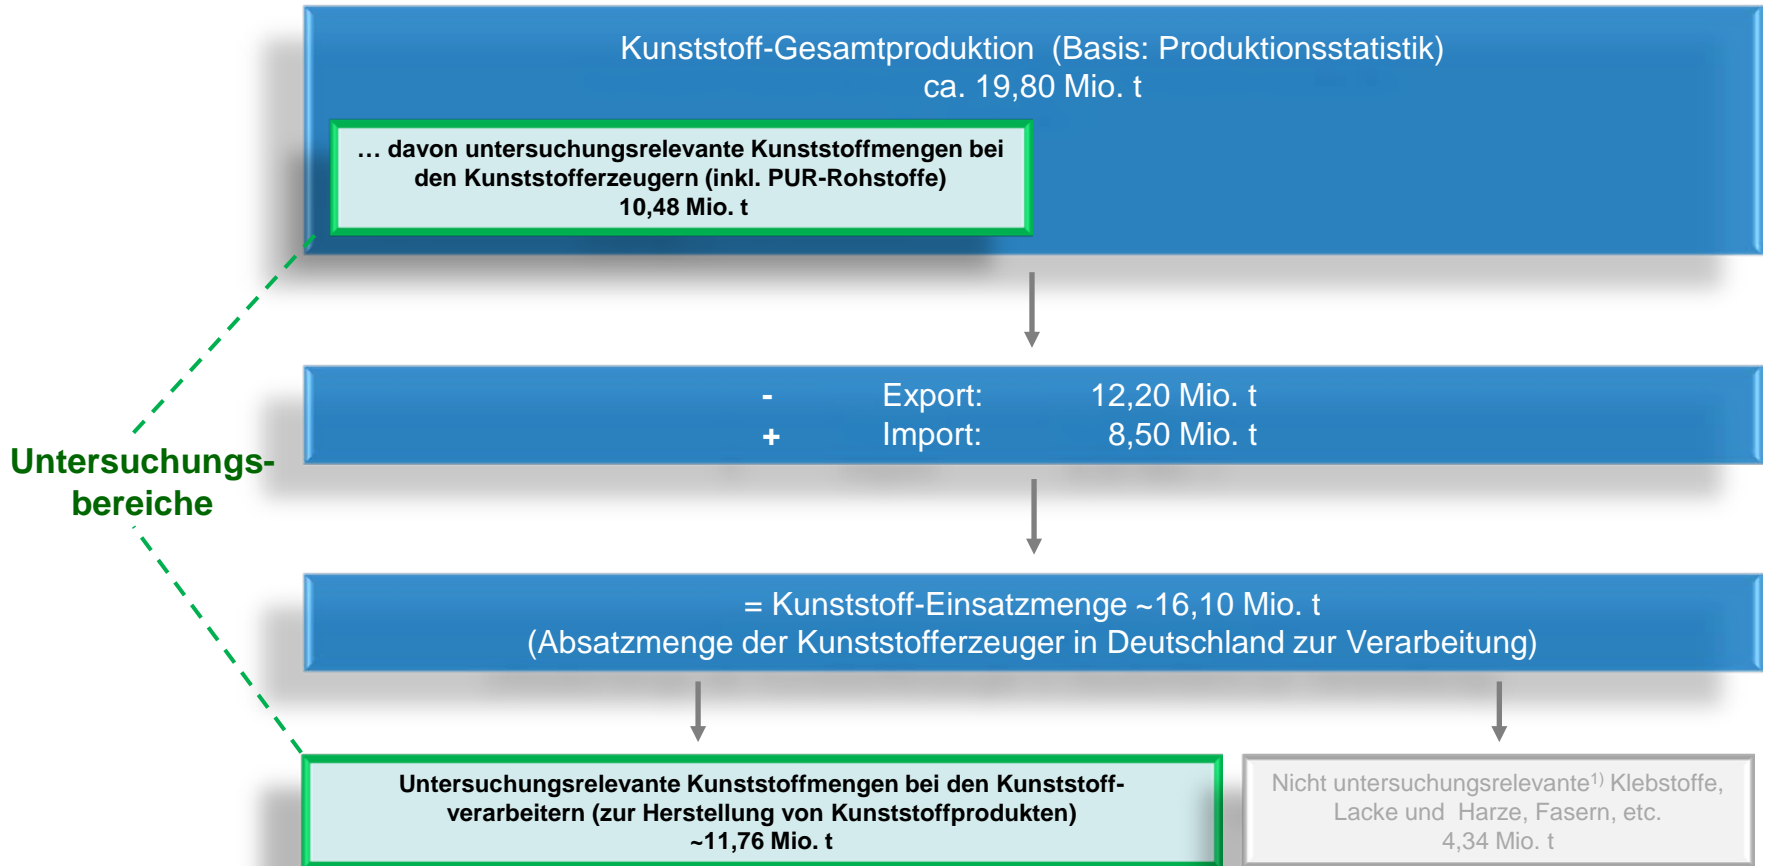 Kunststoff-Gesamtproduktion (Basis: Produktionsstatistik)
ca. 19,80 Mio. t
… davon untersuchungsrelevante Kunststoffmengen bei
den Kunststofferzeugern (inkl. PUR-Rohstoffe)
10,48 Mio. t
- Export: 12,20 Mio. t
+ Import: 8,50 Mio. t
Untersuchungs-
bereiche
= Kunststoff-Einsatzmenge ~16,10 Mio. t
(Absatzmenge der Kunststofferzeuger in Deutschland zur Verarbeitung)
Untersuchungsrelevante Kunststoffmengen bei den Kunststoff-
verarbeitern (zur Herstellung von Kunststoffprodukten)
~11,76 Mio. t
Nicht untersuchungsrelevante1) Klebstoffe,
Lacke und Harze, Fasern, etc.
4,34 Mio. t